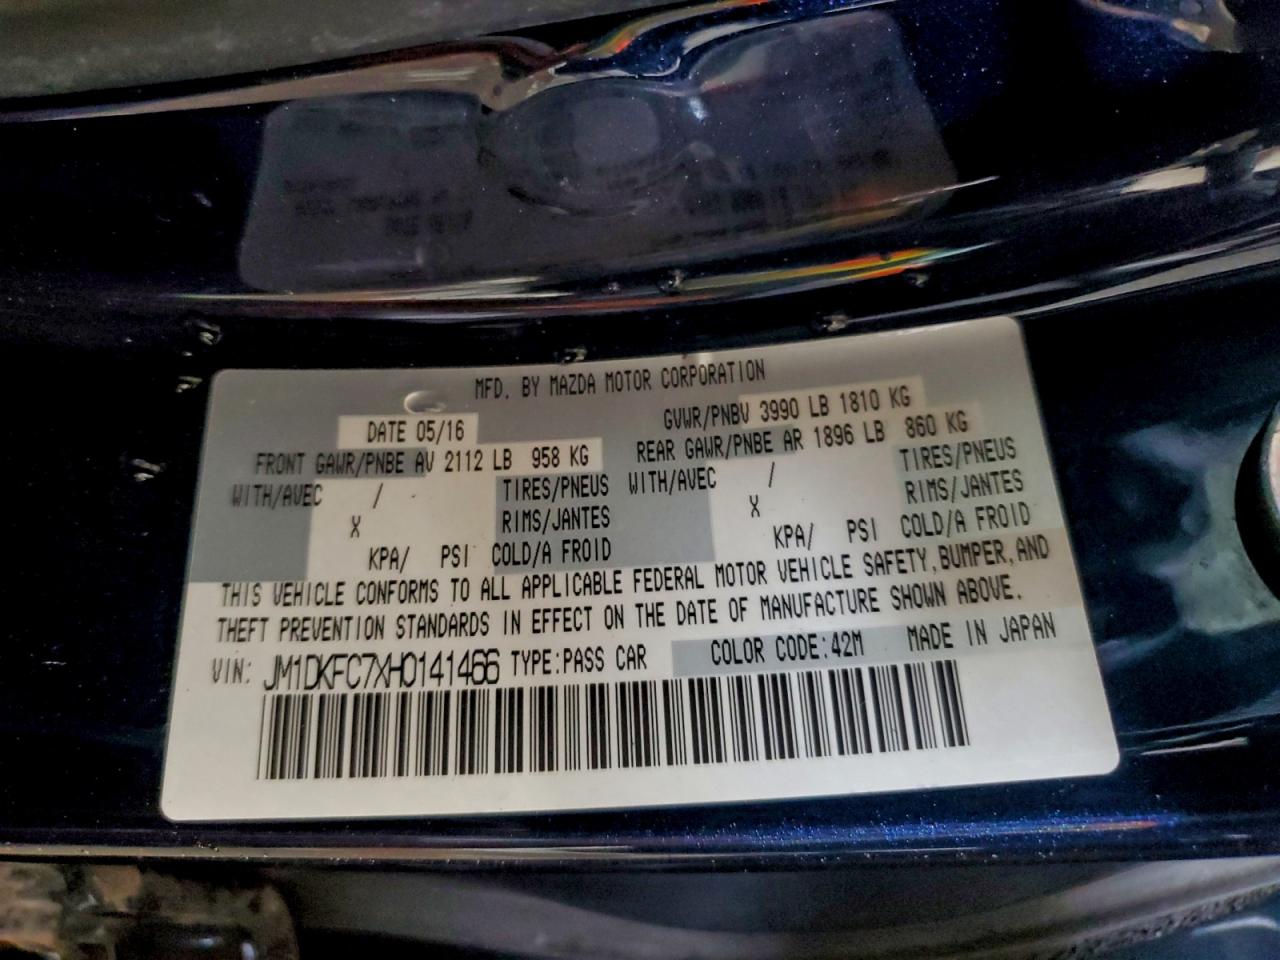 MFD. BY MAZDA MOTOR CORPORATION
DATE 05/16 GVWR/PNBV 3990 LB 1810 KG
FRONT GAWR/PNBE AV 2112 LB 958 KG REAR GAWR/PNBE AR 1896 LB 860 KG
WITH/AVEC / TIRES/PNEUS WITH/AVEC / TIRES/PNEUS
X RIMS/JANTES X RIMS/JANTES
KPA/ PSI COLD/A FROID KPA/ PSI COLD/A FROID
THIS VEHICLE CONFORMS TO ALL APPLICABLE FEDERAL MOTOR VEHICLE SAFETY, BUMPER, AND
THEFT PREVENTION STANDARDS IN EFFECT ON THE DATE OF MANUFACTURE SHOWN ABOVE.
VIN: JM1DKFC7XH0141466 TYPE:PASS CAR COLOR CODE:42M MADE IN JAPAN